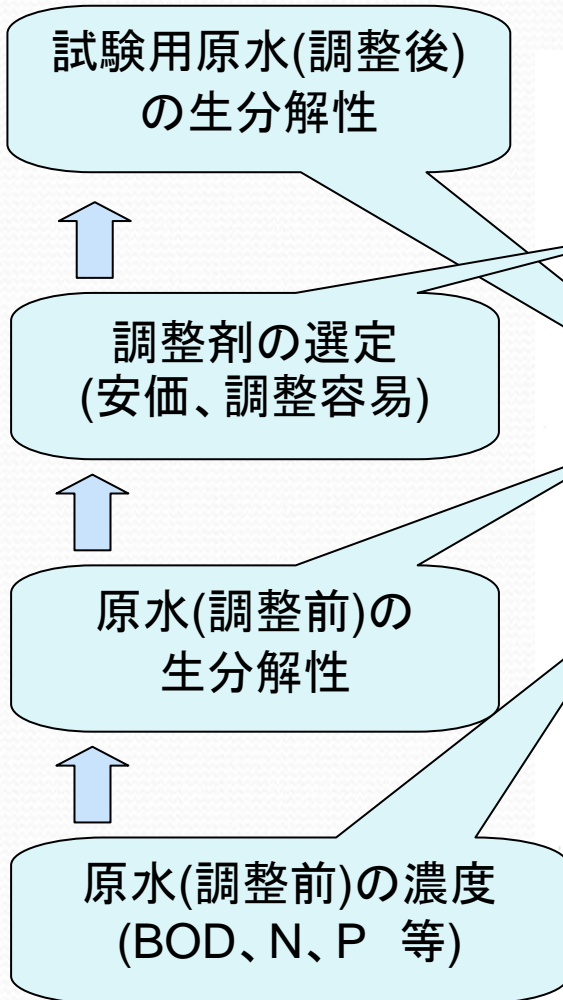 試験用原水(調整後)
の生分解性
調整剤の選定
(安価、調整容易)
原水(調整前)の
生分解性
原水(調整前)の濃度
(BOD、N、P 等)